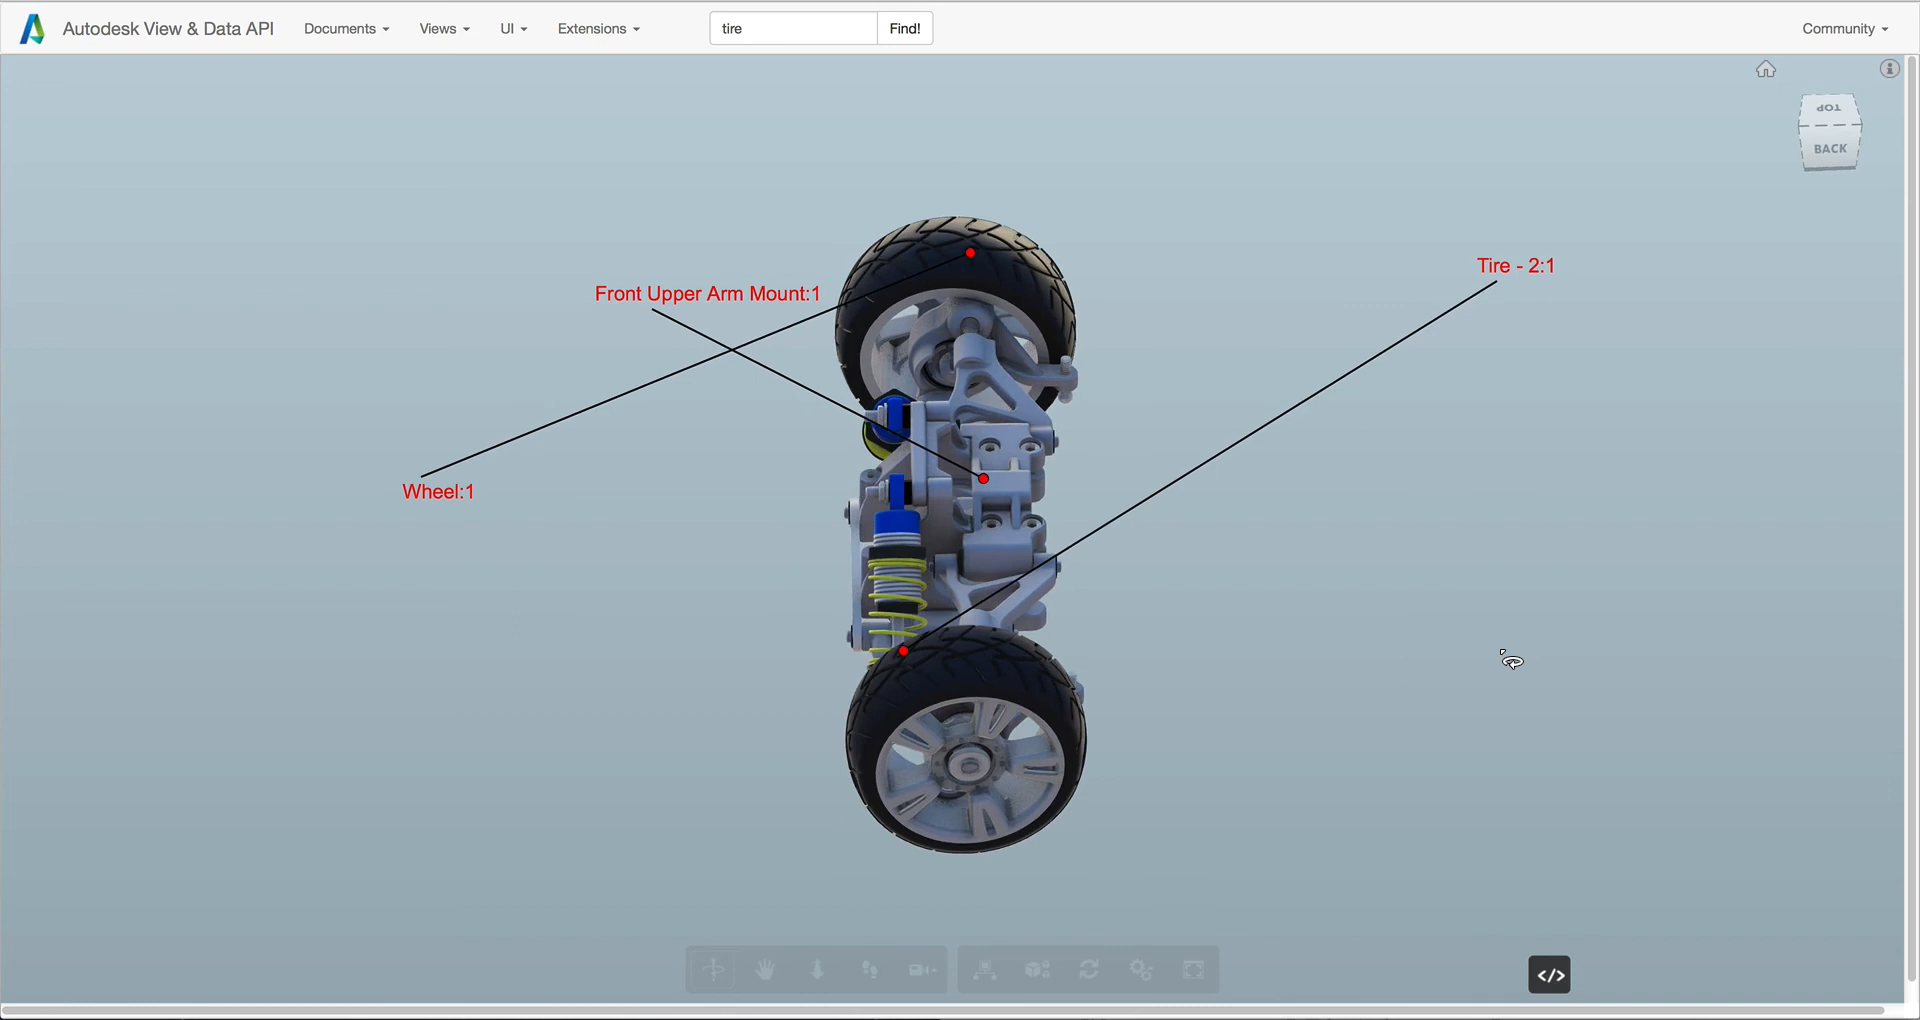 Autodesk View & Data API
Documents
Views
UI
Extensions
tire
Find!
Community
TOP
BACK
Tire - 2:1
Front Upper Arm Mount:1
Wheel:1
</>